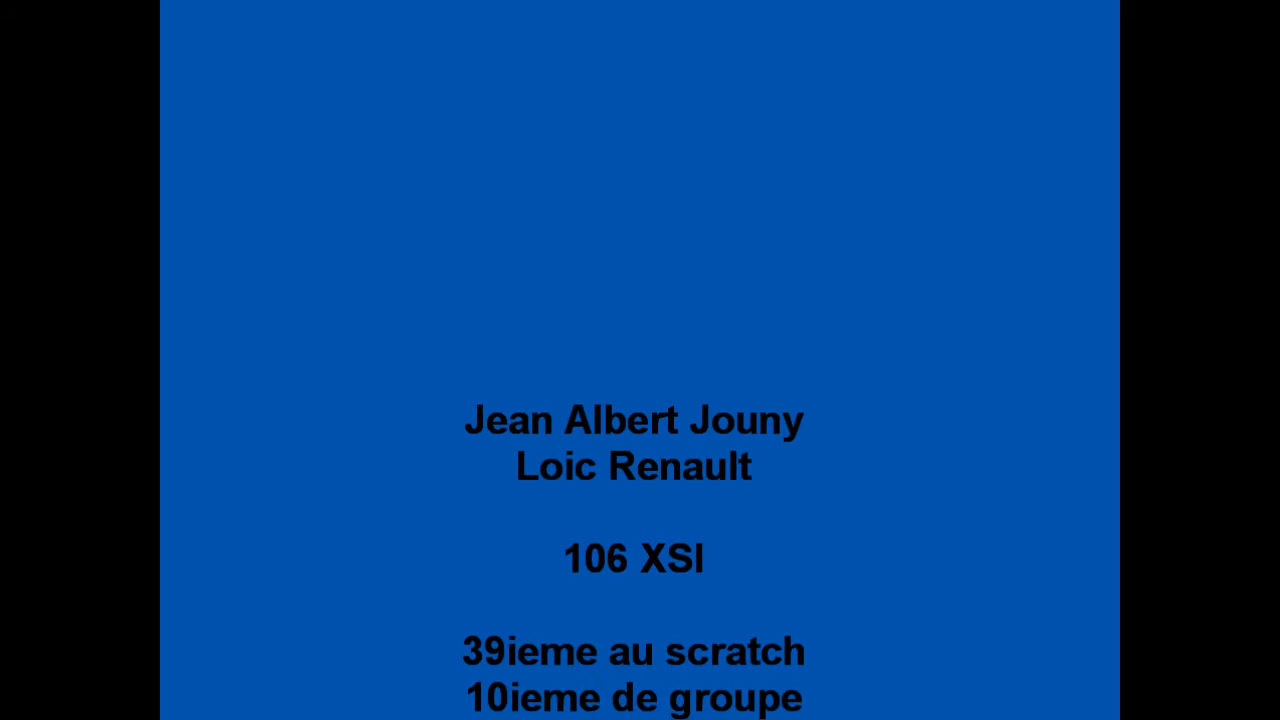 Jean Albert Jouny
Loic Renault
106 XSI
39ieme au scratch
10ieme de groupe